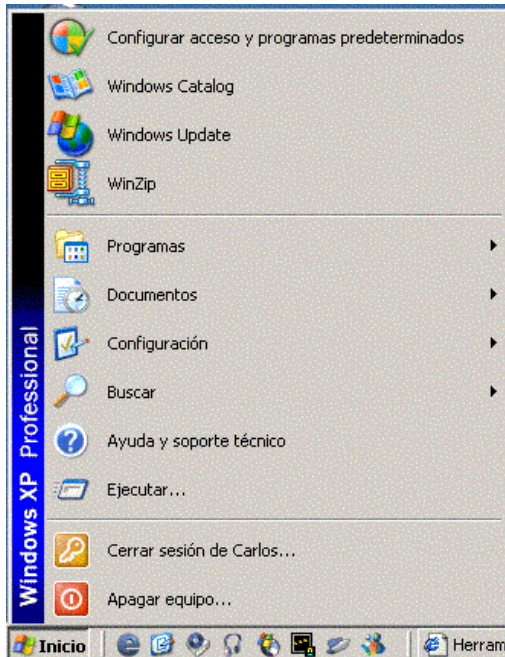 Configurar acceso y programas predeterminados
Windows Catalog
Windows Update
WinZip
Programas
Documentos
Configuración
Buscar
Ayuda y soporte técnico
Ejecutar...
Cerrar sesión de Carlos...
Apagar equipo...
Windows XP Professional
Inicio
Herram